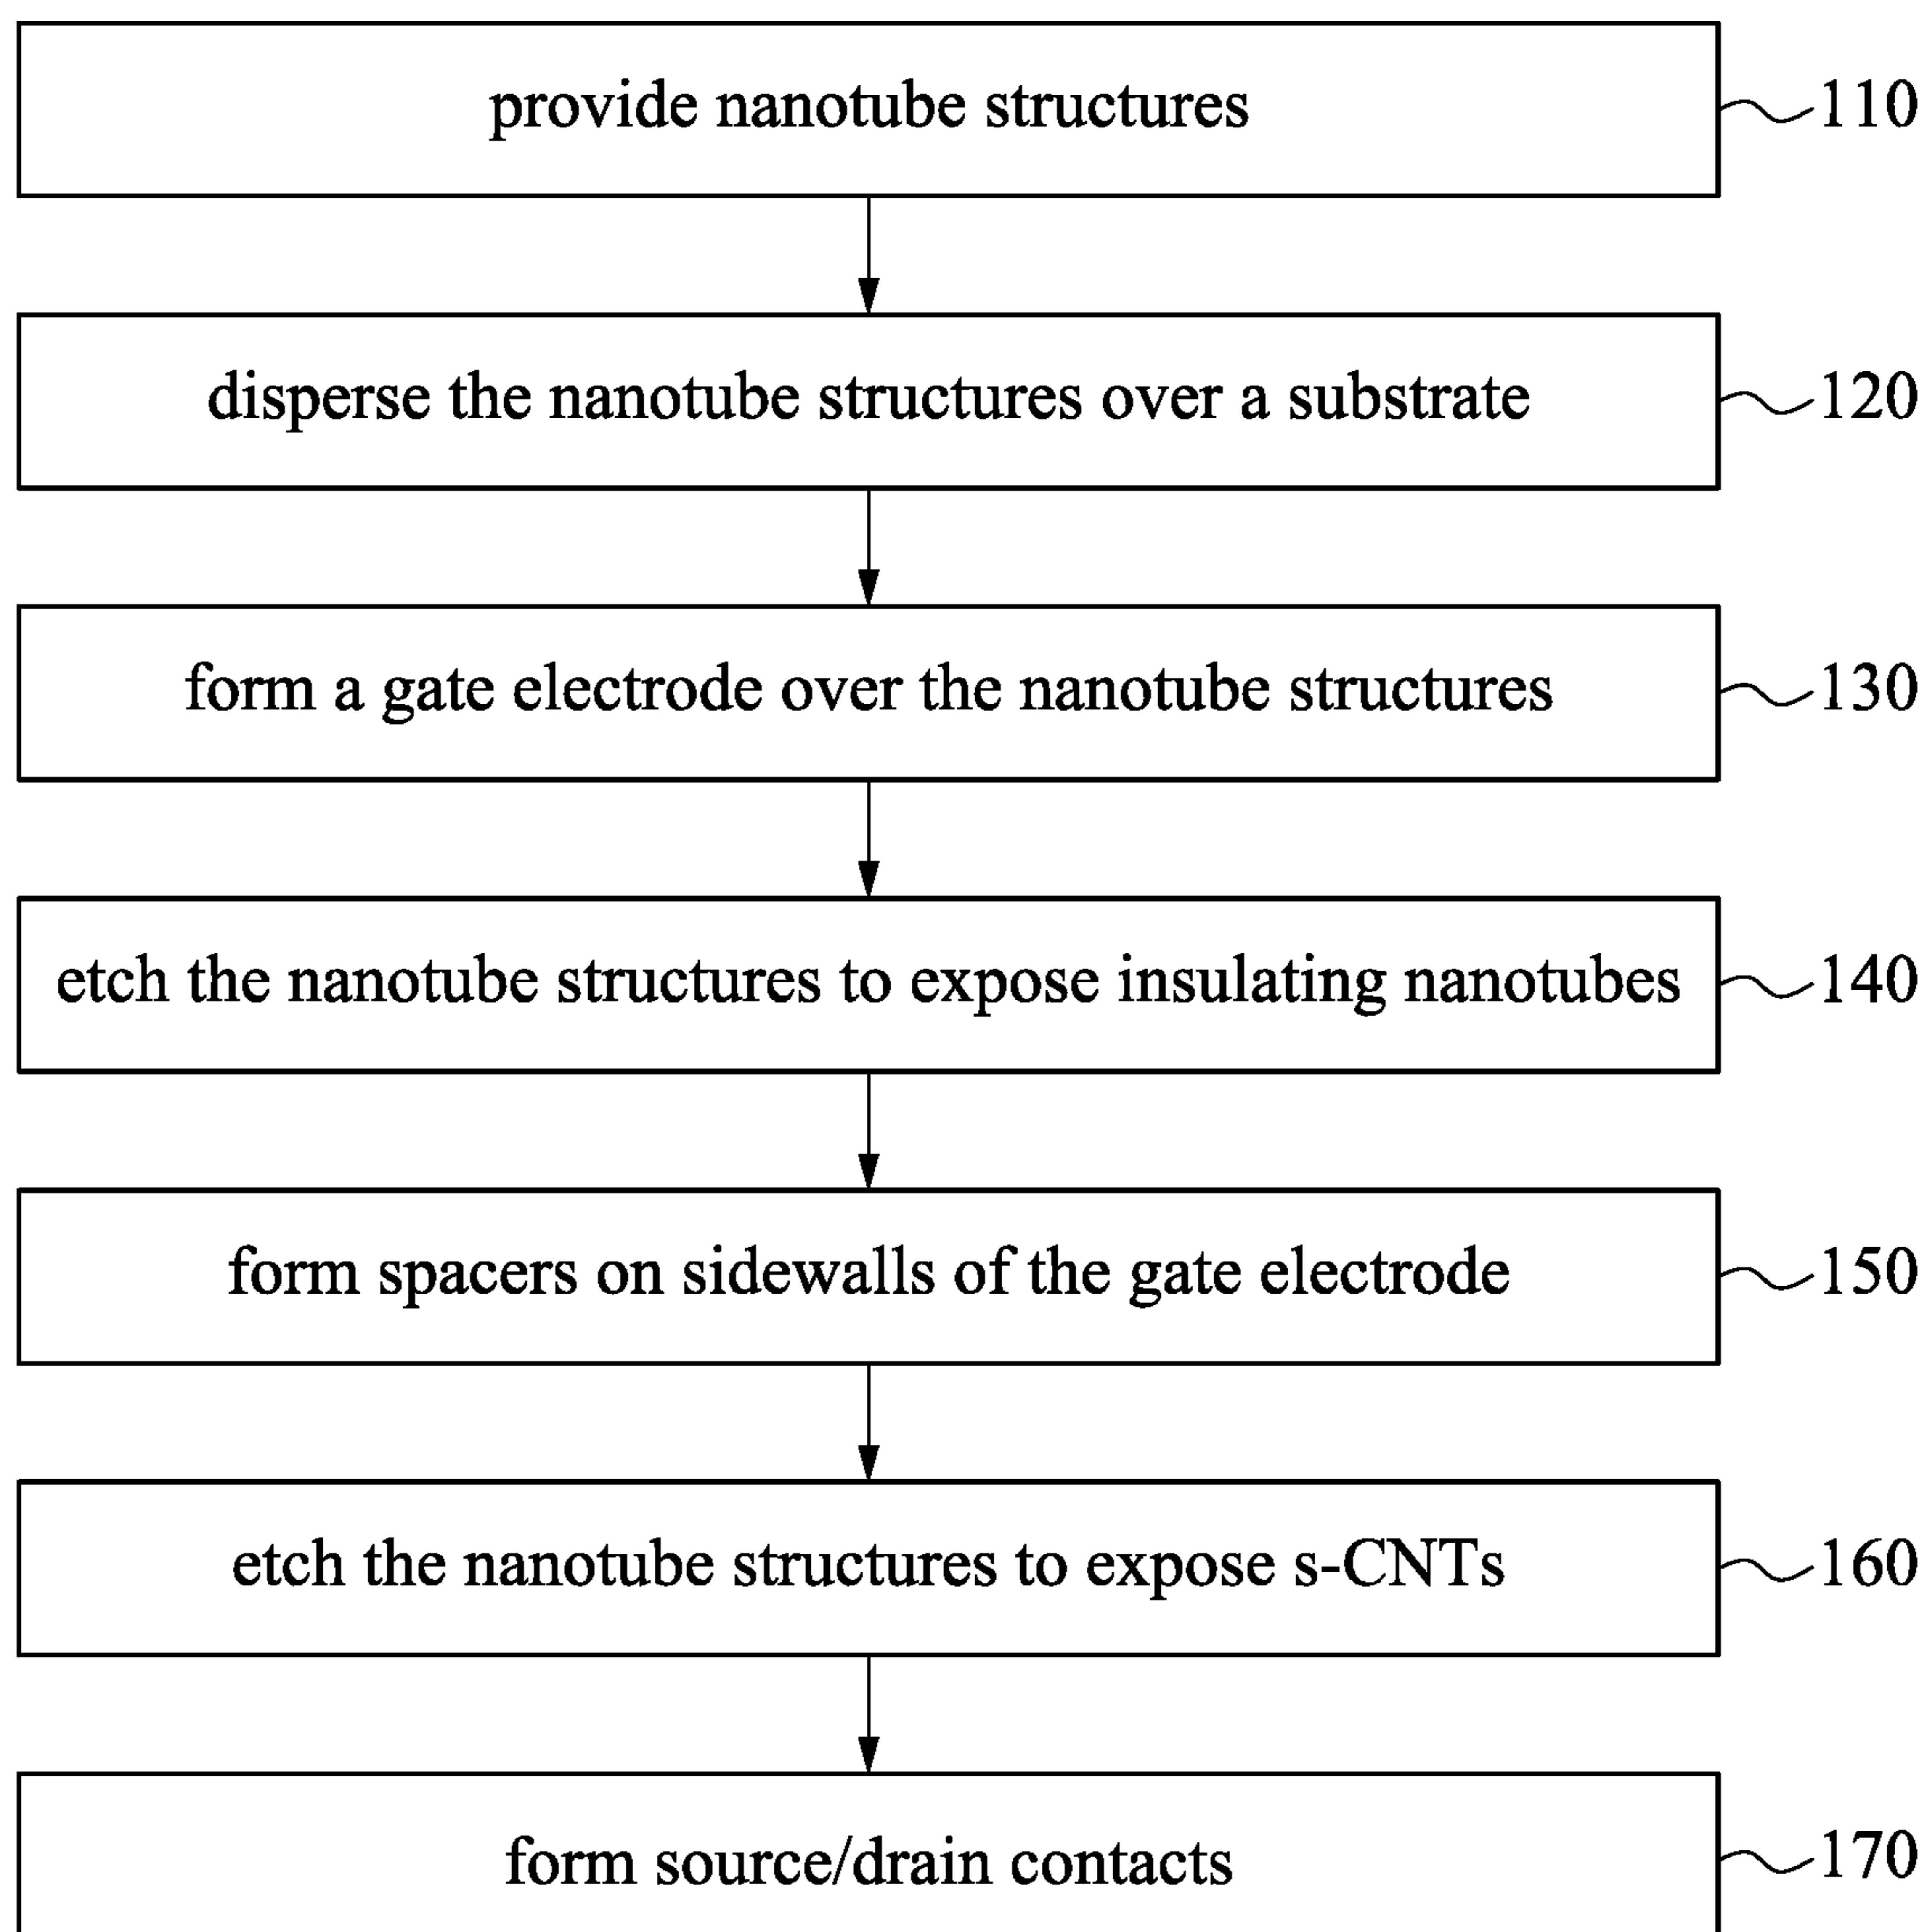 provide nanotube structures 110
disperse the nanotube structures over a substrate 120
form a gate electrode over the nanotube structures 130
etch the nanotube structures to expose insulating nanotubes 140
form spacers on sidewalls of the gate electrode 150
etch the nanotube structures to expose s-CNTs 160
form source/drain contacts 170